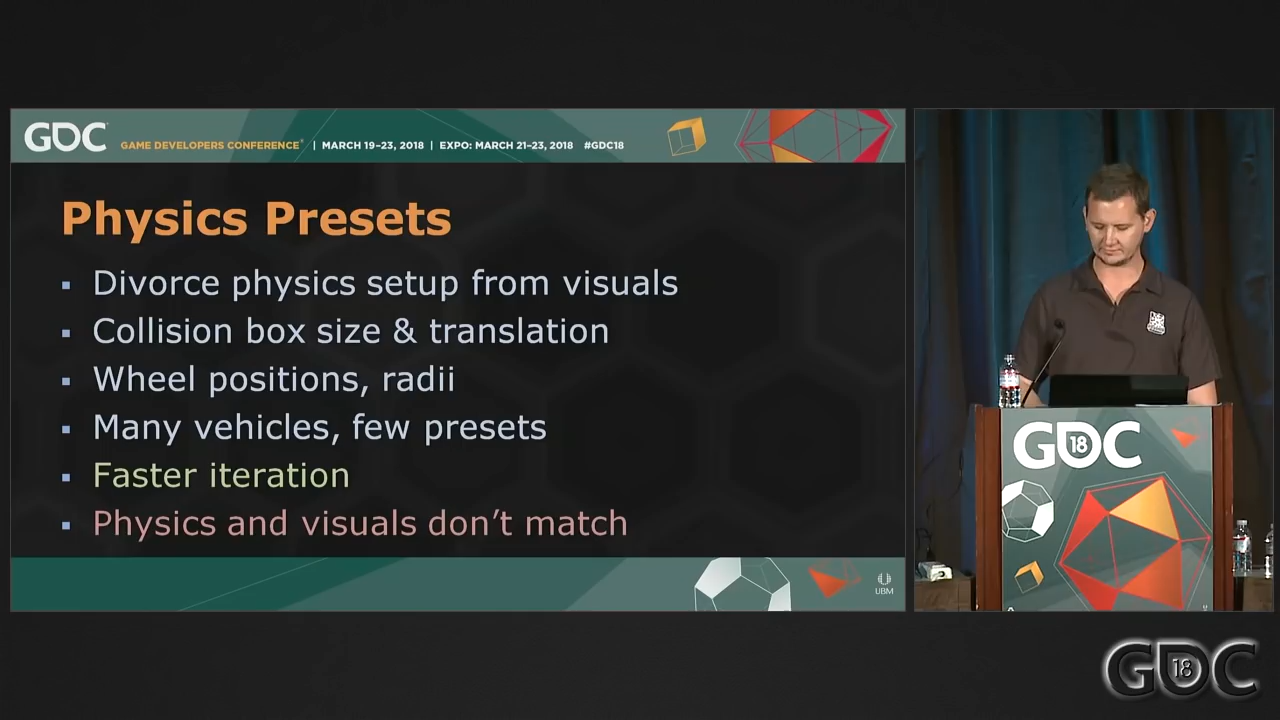 GDC
GAME DEVELOPERS CONFERENCE® | MARCH 19–23, 2018 | EXPO: MARCH 21–23, 2018 #GDC18
Physics Presets
▪ Divorce physics setup from visuals
▪ Collision box size & translation
▪ Wheel positions, radii
▪ Many vehicles, few presets
▪ Faster iteration
▪ Physics and visuals don’t match
UBM
GDC
18
GDC
18